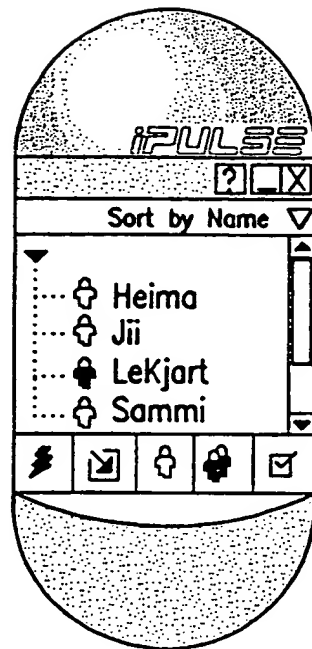 iPULSE
? _ X
Sort by Name
Heima
Jii
LeKjart
Sammi